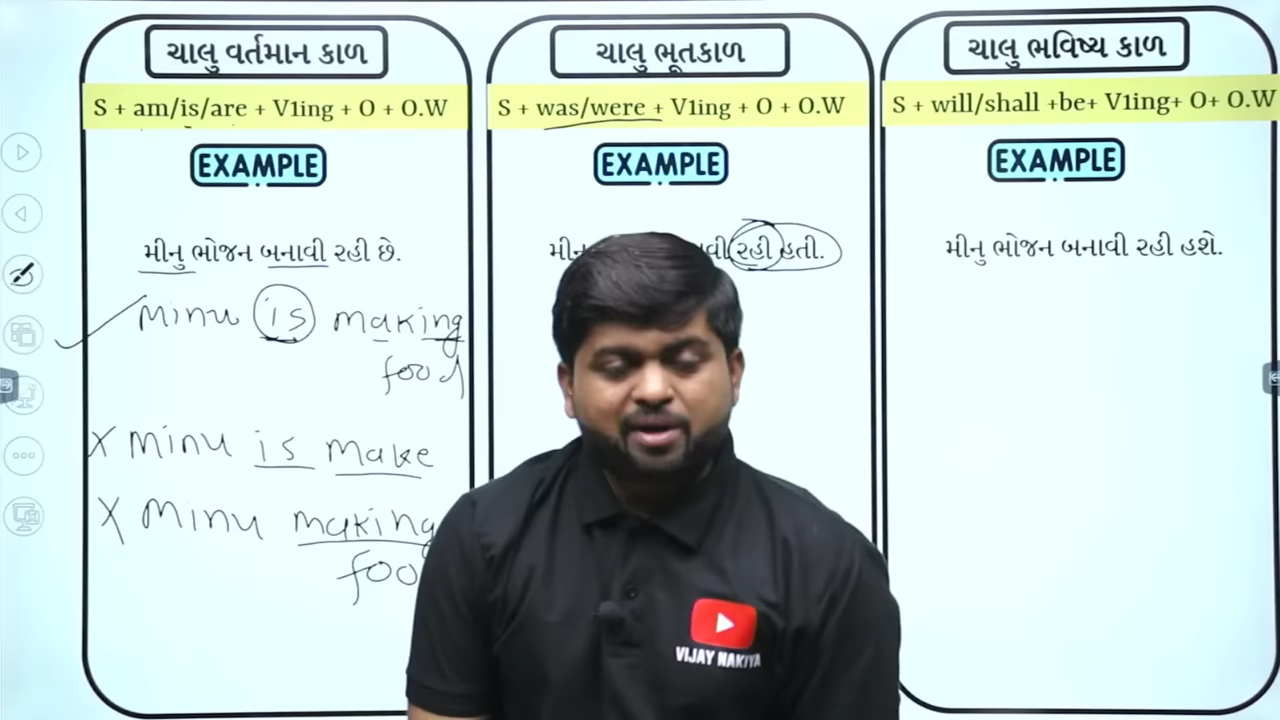 ચાલુ વર્તમાન કાળ
S + am/is/are + V1ing + O + O.W
EXAMPLE
મીનુ ભોજન બનાવી રહી છે.
Minu is making
food
x Minu is make
x Minu making
ચાલુ ભૂતકાળ
S + was/were + V1ing + O + O.W
EXAMPLE
રહી હતી.
ચાલુ ભવિષ્ય કાળ
S + will/shall +be+ V1ing+ O+ O.W
EXAMPLE
મીનુ ભોજન બનાવી રહી હશે.
VIJAY NAKIYA